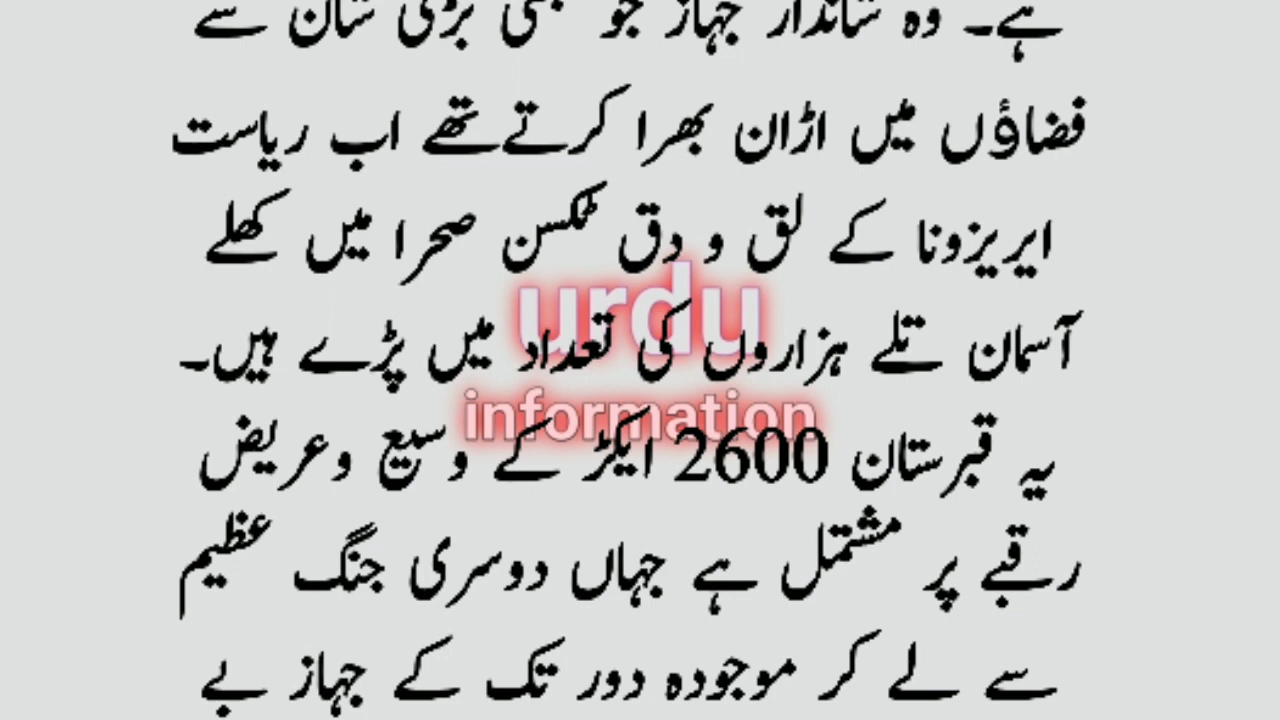 ہے۔ وہ شاندار جہاز جو کبھی بڑی شان سے
فضاؤں میں اڑان بھرا کرتےتھے اب ریاست
ایریزونا کے لق و دق ٹکسن صحرا میں کھلے
urdu
آسمان تلے ہزاروں کی تعداد میں پڑے ہیں۔
information
یہ قبرستان 2600 ایکڑ کے وسیع وعریض
رقبے پر مشتمل ہے جہاں دوسری جنگ عظیم
سے لے کر موجودہ دور تک کے جہاز بے